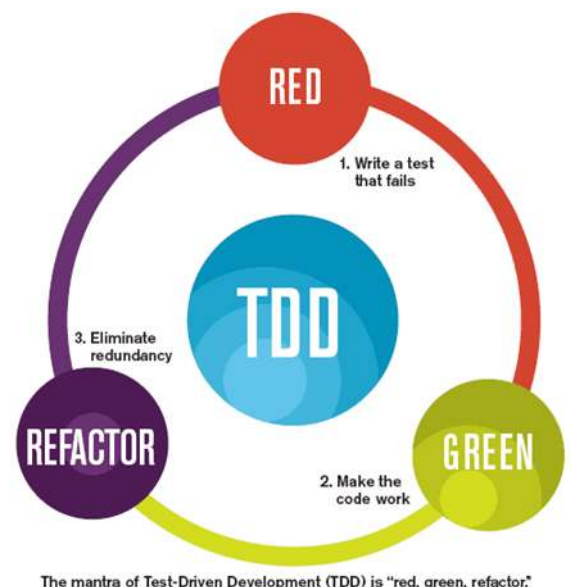 RED
1. Write a test
that fails
TDD
3. Eliminate
redundancy
REFACTOR
GREEN
2. Make the
code work
The mantra of Test-Driven Development (TDD) is “red, green, refactor.”